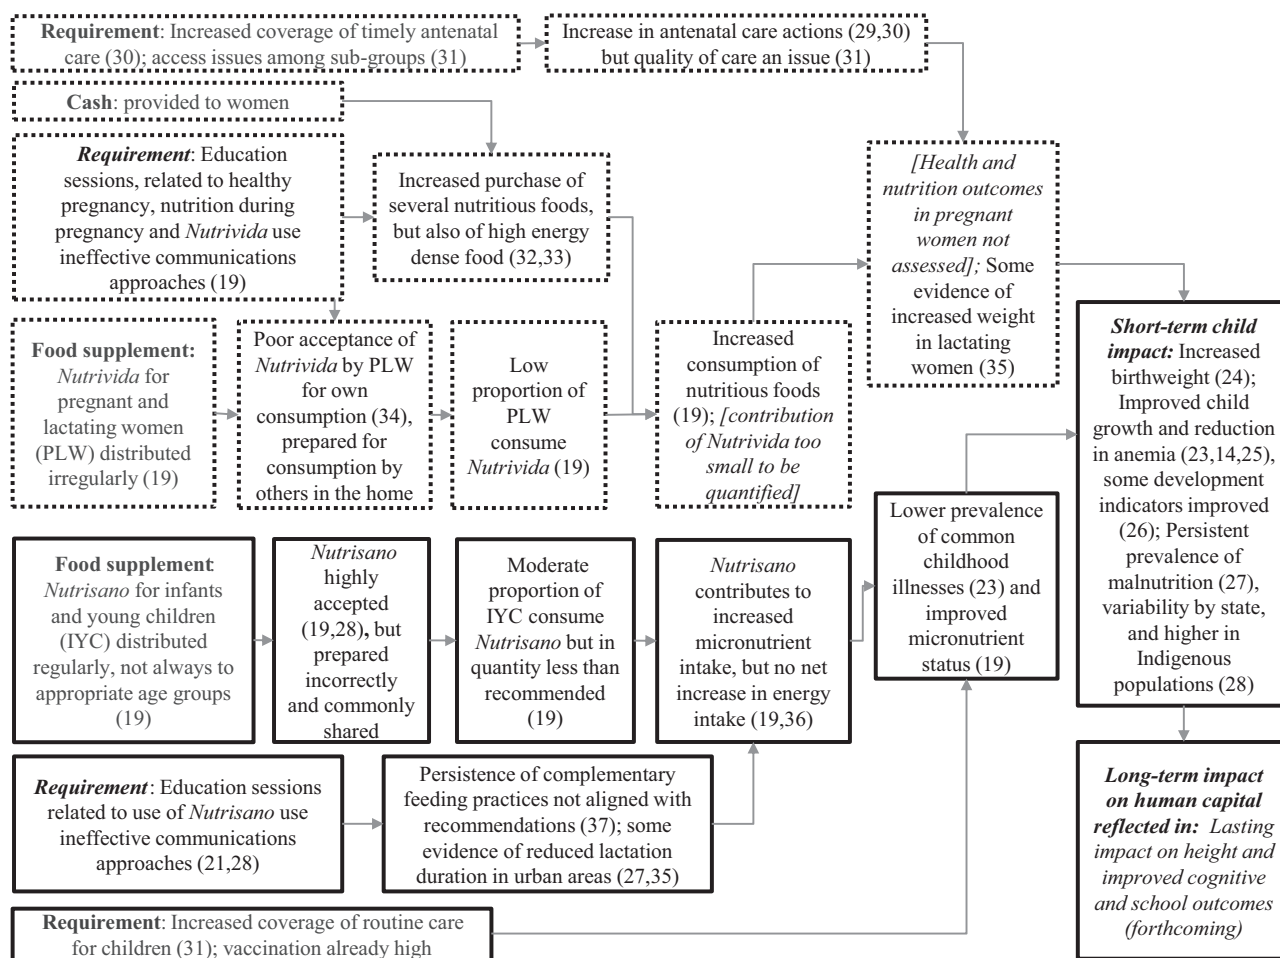 Requirement: Increased coverage of timely antenatal
care (30); access issues among sub-groups (31)
Increase in antenatal care actions (29,30)
but quality of care an issue (31)
Cash: provided to women
Requirement: Education
sessions, related to healthy
pregnancy, nutrition during
pregnancy and Nutrivida use
ineffective communications
approaches (19)
Increased purchase of
several nutritious foods,
but also of high energy
dense food (32,33)
[Health and
nutrition outcomes
in pregnant
women not
assessed]; Some
evidence of
increased weight
in lactating
women (35)
Food supplement:
Nutrivida for
pregnant and
lactating women
(PLW) distributed
irregularly (19)
Poor acceptance of
Nutrivida by PLW
for own
consumption (34),
prepared for
consumption by
others in the home
Low
proportion of
PLW
consume
Nutrivida (19)
Increased
consumption of
nutritious foods
(19); [contribution
of Nutrivida too
small to be
quantified]
Short-term child
impact: Increased
birthweight (24);
Improved child
growth and reduction
in anemia (23,14,25),
some development
indicators improved
(26); Persistent
prevalence of
malnutrition (27),
variability by state,
and higher in
Indigenous
populations (28)
Food supplement:
Nutrisano for infants
and young children
(IYC) distributed
regularly, not always to
appropriate age groups
(19)
Nutrisano
highly
accepted
(19,28), but
prepared
incorrectly
and commonly
shared
Moderate
proportion of
IYC consume
Nutrisano but in
quantity less than
recommended
(19)
Nutrisano
contributes to
increased
micronutrient
intake, but no net
increase in energy
intake (19,36)
Lower prevalence
of common
childhood
illnesses (23) and
improved
micronutrient
status (19)
Requirement: Education sessions
related to use of Nutrisano use
ineffective communications
approaches (21,28)
Persistence of complementary
feeding practices not aligned with
recommendations (37); some
evidence of reduced lactation
duration in urban areas (27,35)
Long-term impact
on human capital
reflected in: Lasting
impact on height and
improved cognitive
and school outcomes
(forthcoming)
Requirement: Increased coverage of routine care
for children (31); vaccination already high